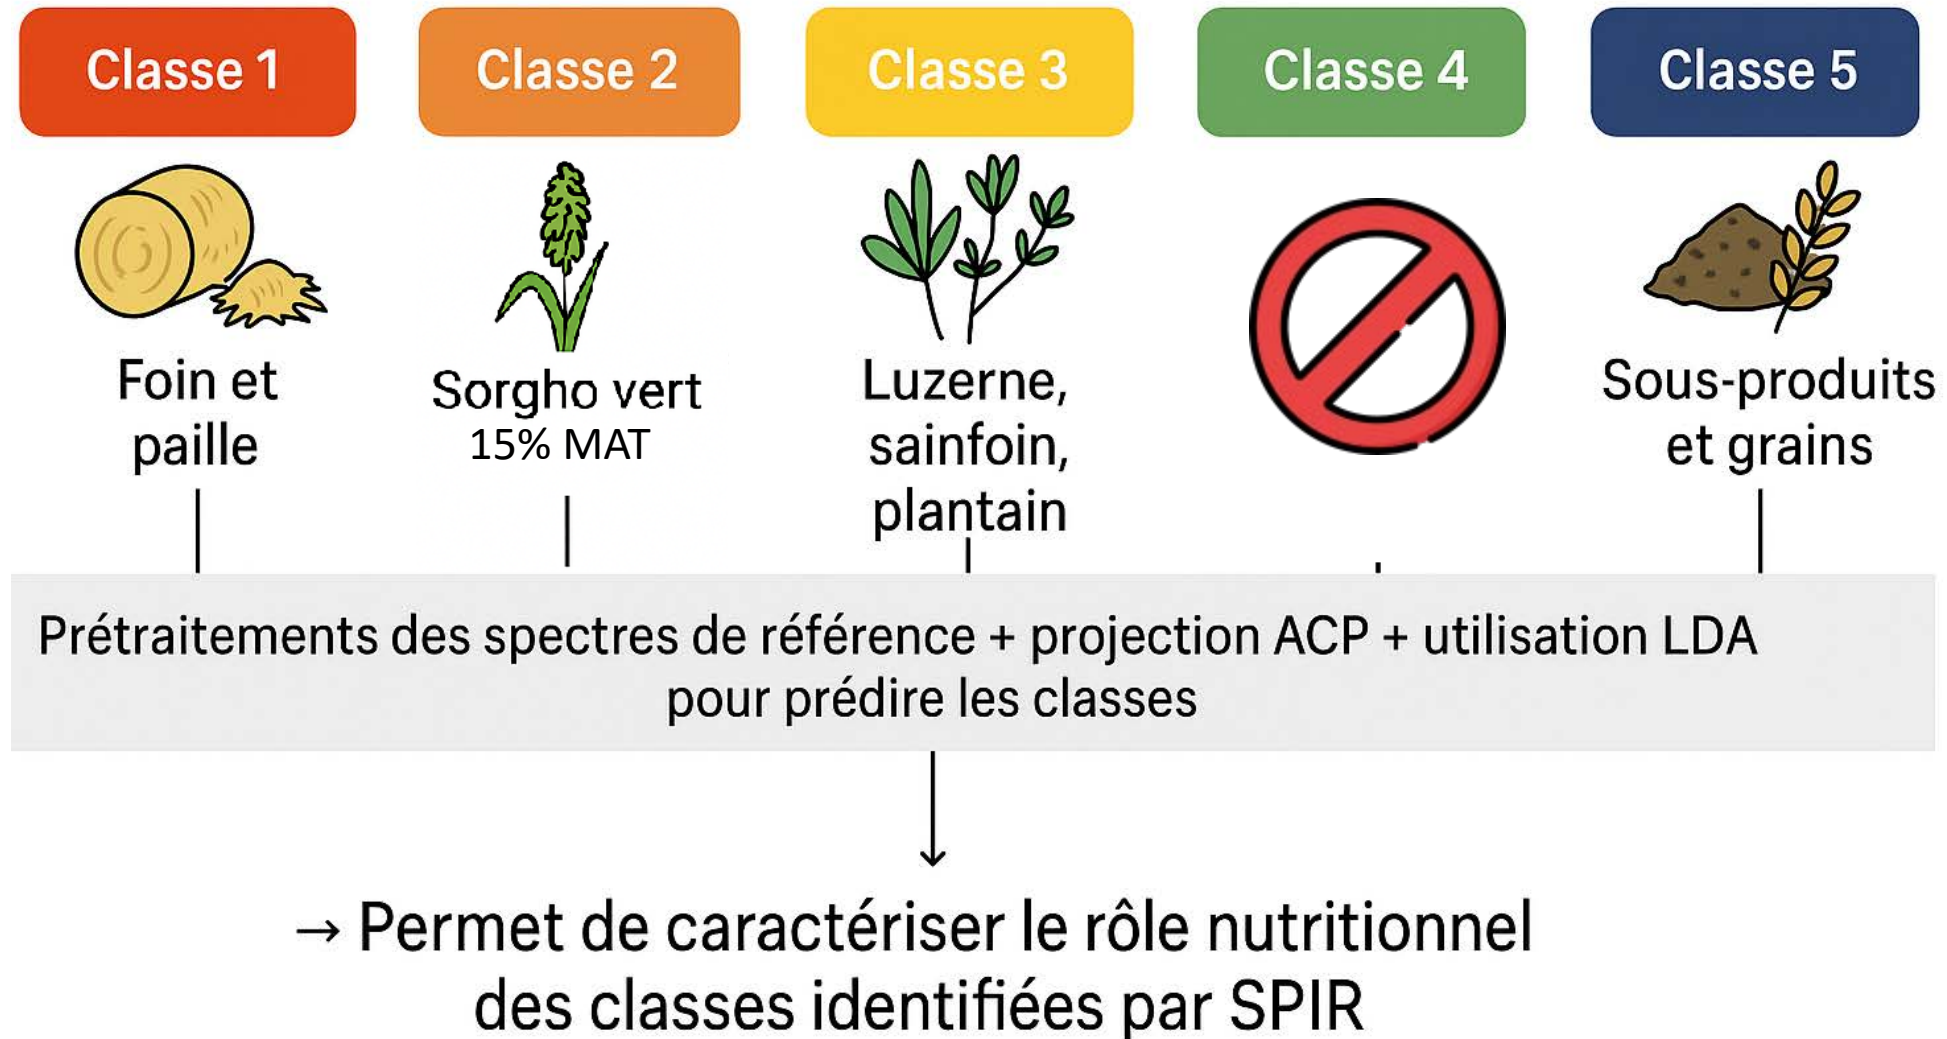 Classe 1
Classe 2
Classe 3
Classe 4
Classe 5
Foin et
paille
Sorgho vert
15% MAT
Luzerne,
sainfoin,
plantain
Sous-produits
et grains
Prétraitements des spectres de référence + projection ACP + utilisation LDA
pour prédire les classes
→ Permet de caractériser le rôle nutritionnel
des classes identifiées par SPIR